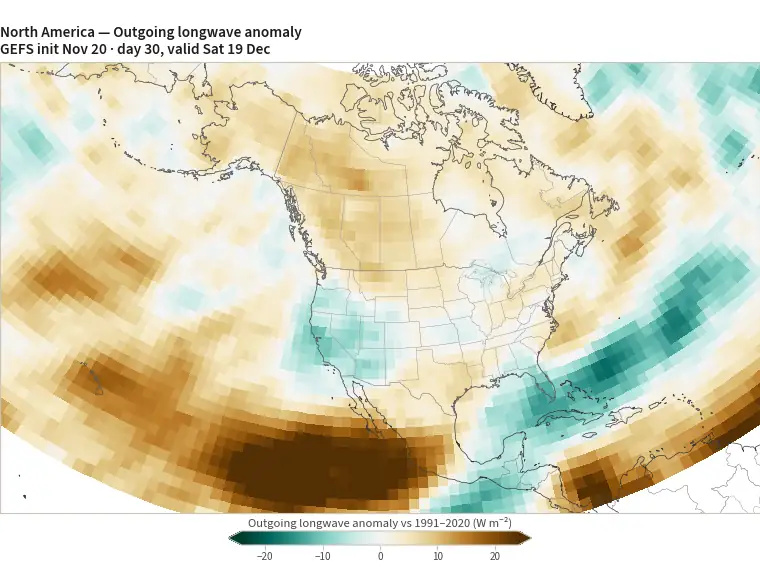 North America — Outgoing longwave anomaly
GEFS init Nov 20 · day 30, valid Sat 19 Dec
Outgoing longwave anomaly vs 1991–2020 (W m⁻²)
−20 −10 0 10 20